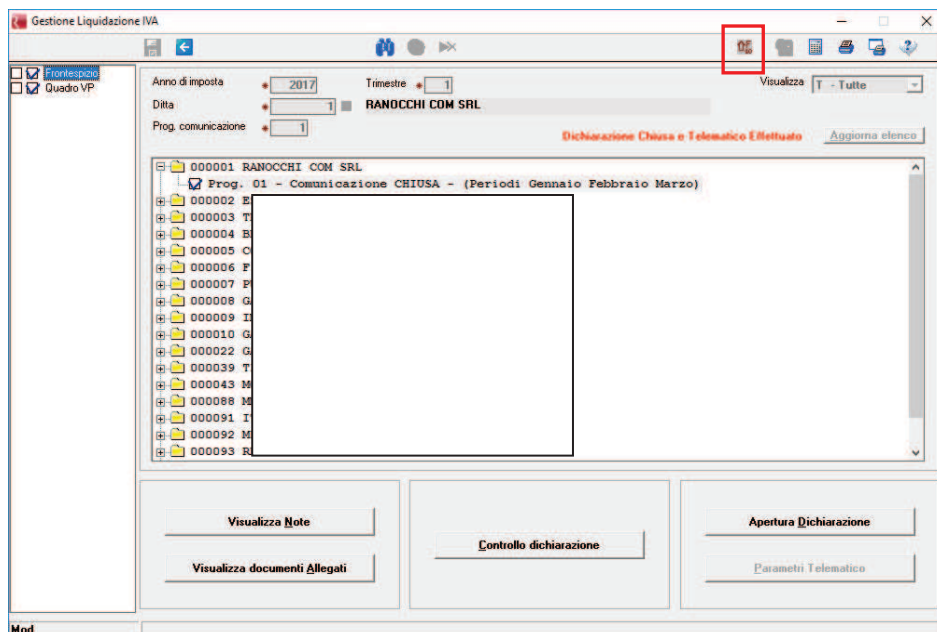 Gestione Liquidazione IVA
Frontespizio
Quadro VP
Anno di imposta 2017 Trimestre 1 Visualizza T - Tutte
Ditta 1 RANOCCHI COM SRL
Prog. comunicazione 1
Dichiarazione Chiusa e Telematico Effettuato Aggiorna elenco
000001 RANOCCHI COM SRL
Prog. 01 - Comunicazione CHIUSA - (Periodi Gennaio Febbraio Marzo)
000002 E
000003 T
000004 B
000005 C
000006 F
000007 P
000008 G
000009 I
000010 G
000022 G
000039 T
000043 M
000088 M
000091 I
000092 M
000093 R
Visualizza Note
Visualizza documenti Allegati
Controllo dichiarazione
Apertura Dichiarazione
Parametri Telematico
Mod